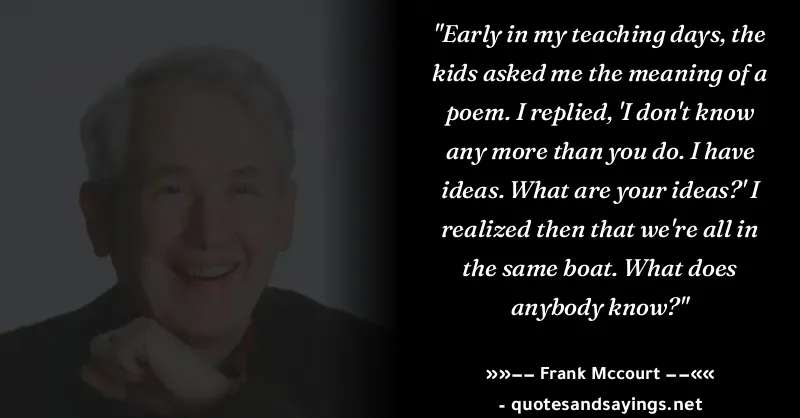 "Early in my teaching days, the
kids asked me the meaning of a
poem. I replied, 'I don't know
any more than you do. I have
ideas. What are your ideas?' I
realized then that we're all in
the same boat. What does
anybody know?"
»»–– Frank Mccourt ––««
- quotesandsayings.net